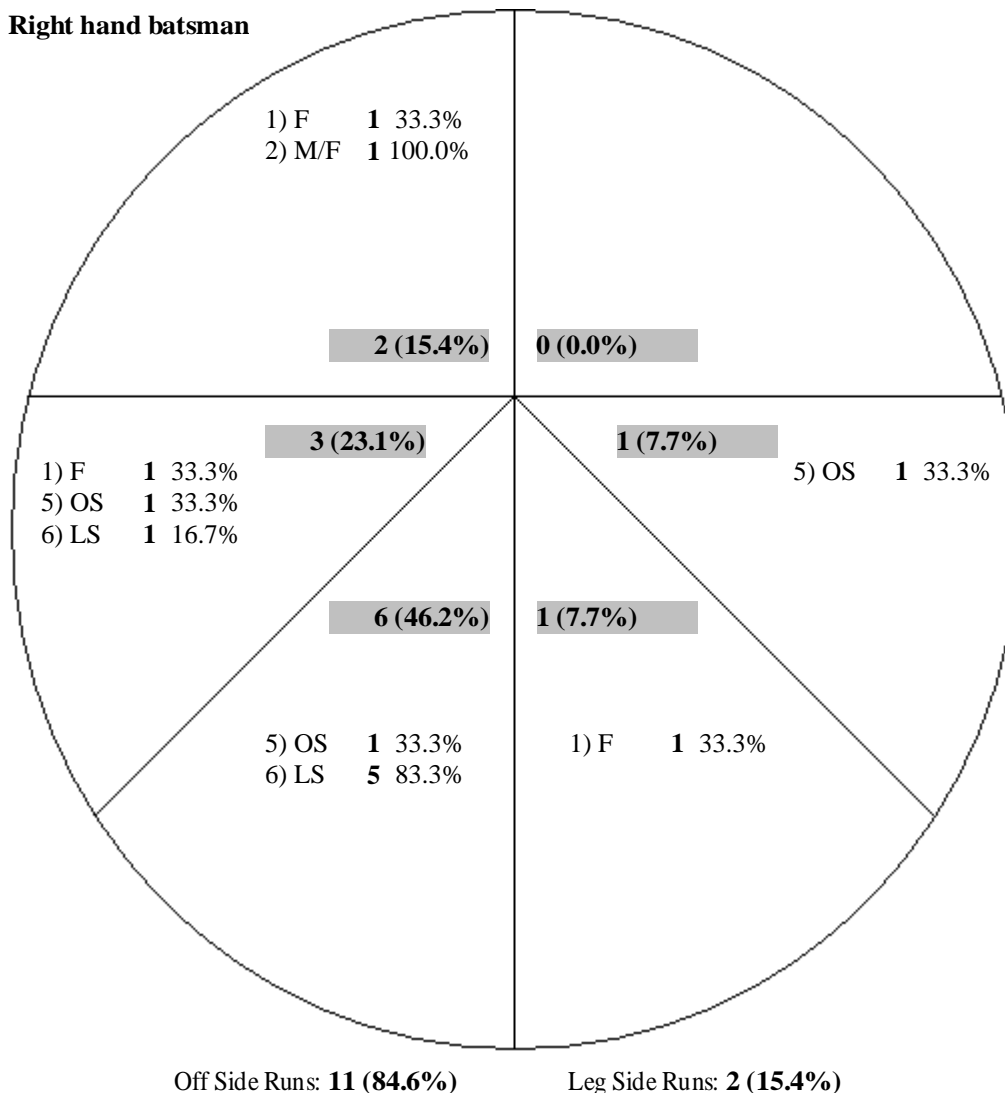 Right hand batsman
1) F 1 33.3%
2) M/F 1 100.0%
2 (15.4%) 0 (0.0%)
3 (23.1%) 1 (7.7%)
1) F 1 33.3% 5) OS 1 33.3%
5) OS 1 33.3%
6) LS 1 16.7%
6 (46.2%) 1 (7.7%)
5) OS 1 33.3% 1) F 1 33.3%
6) LS 5 83.3%
Off Side Runs: 11 (84.6%) Leg Side Runs: 2 (15.4%)